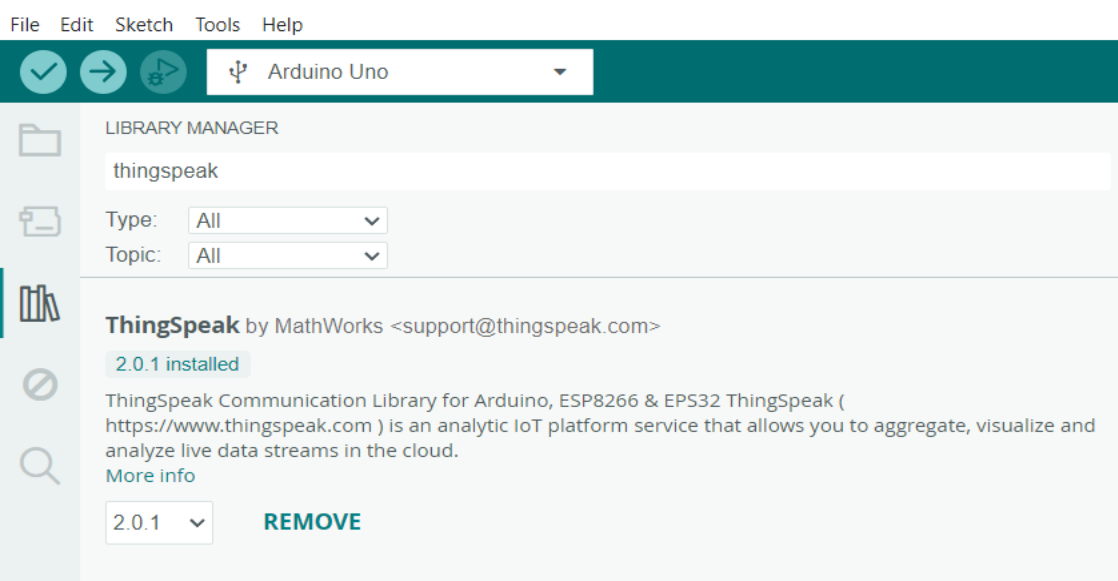 File Edit Sketch Tools Help
Arduino Uno
LIBRARY MANAGER
thingspeak
Type: All
Topic: All
ThingSpeak by MathWorks <support@thingspeak.com>
2.0.1 installed
ThingSpeak Communication Library for Arduino, ESP8266 & EPS32 ThingSpeak (
https://www.thingspeak.com ) is an analytic IoT platform service that allows you to aggregate, visualize and
analyze live data streams in the cloud.
More info
2.0.1 REMOVE